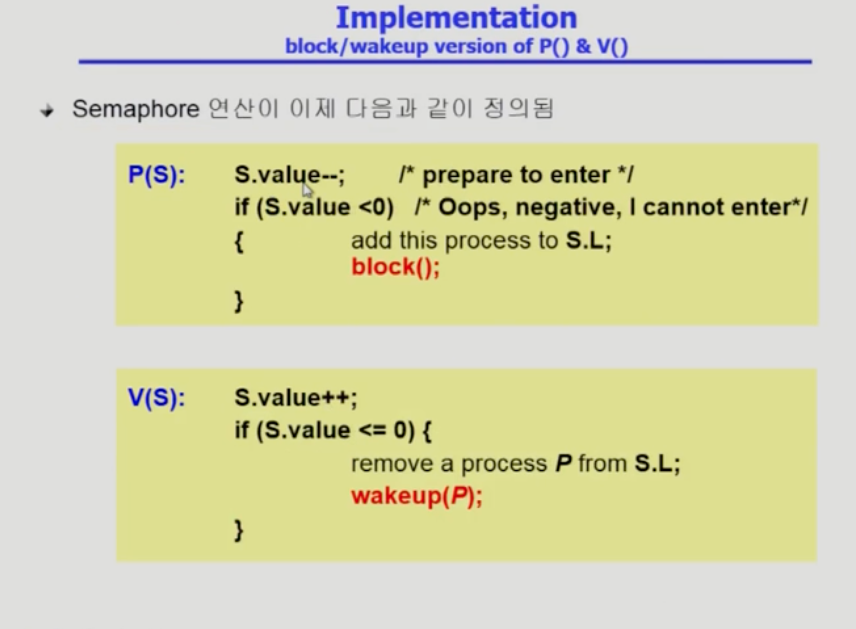 Implementation
block/wakeup version of P() & V()
Semaphore 연산이 이제 다음과 같이 정의됨
P(S): S.value--; /* prepare to enter */
if (S.value <0) /* Oops, negative, I cannot enter*/
{ add this process to S.L;
block();
}
V(S): S.value++;
if (S.value <= 0) {
remove a process P from S.L;
wakeup(P);
}